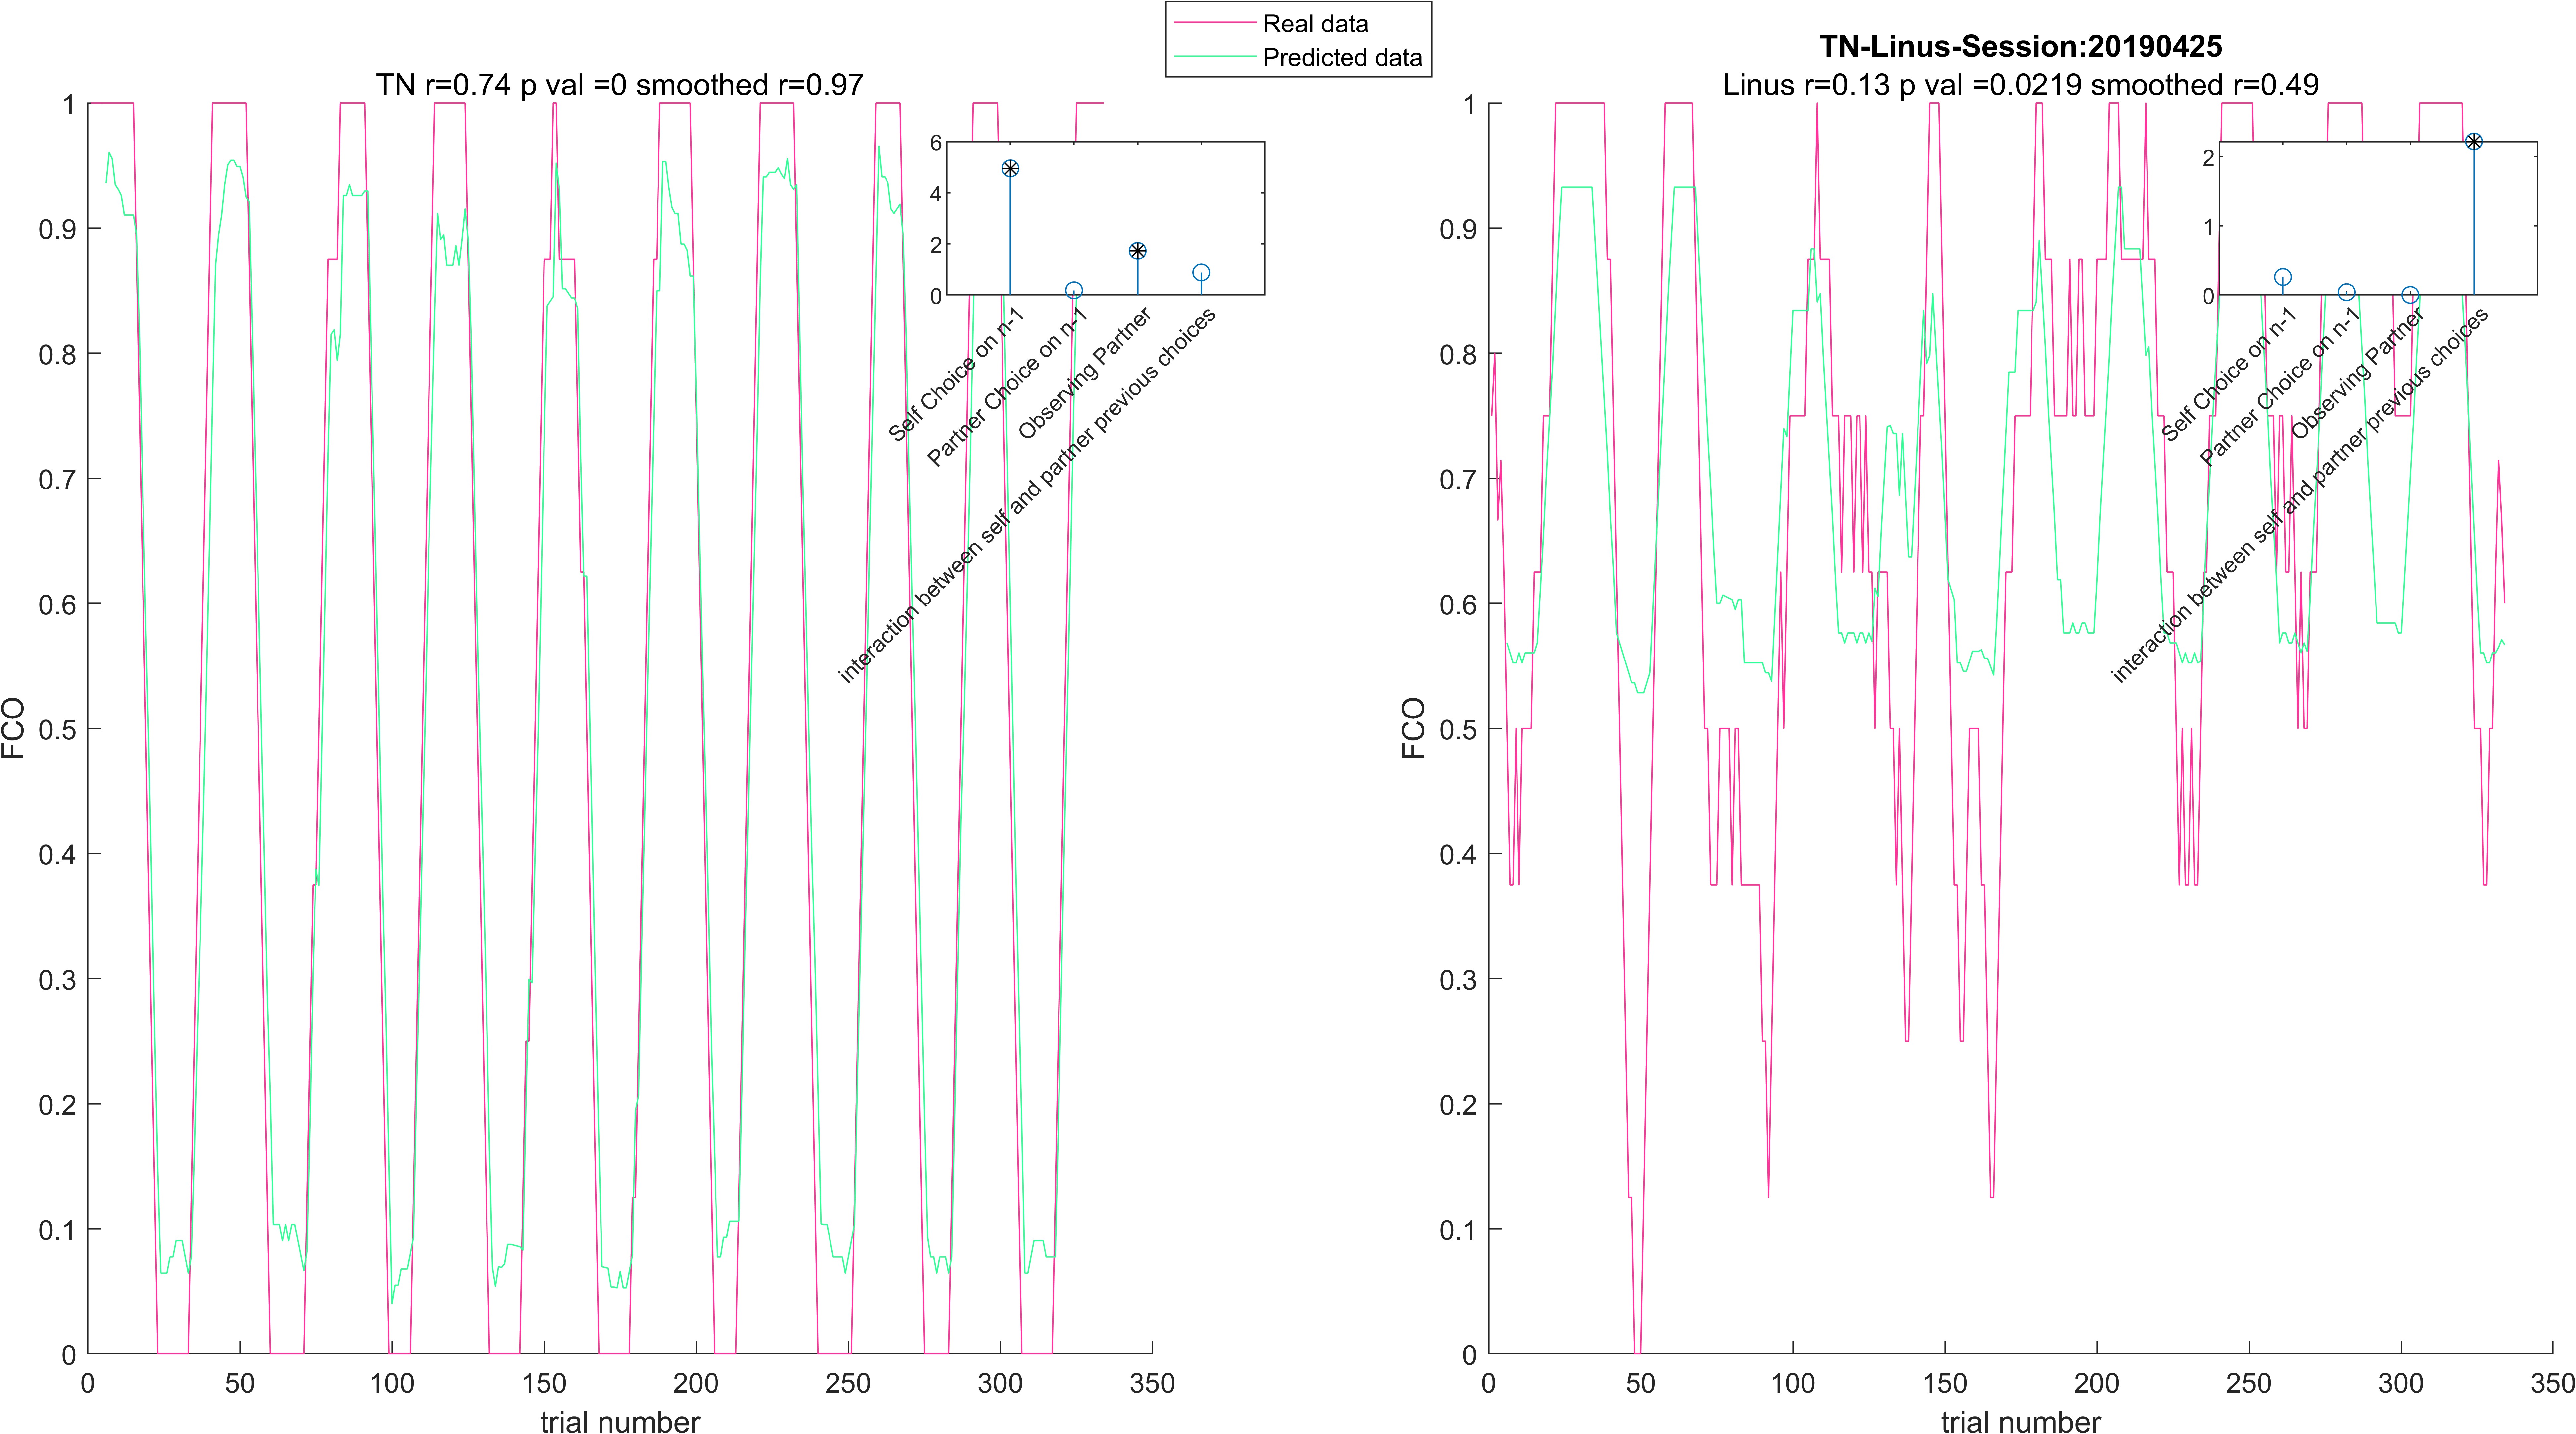 Real data
Predicted data
TN r=0.74 p val =0 smoothed r=0.97
FCO
1
0.9
0.8
0.7
0.6
0.5
0.4
0.3
0.2
0.1
0
0 50 100 150 200 250 300 350
trial number
6
4
2
0
Self Choice on n-1
Partner Choice on n-1
Observing Partner
interaction between self and partner previous choices
TN-Linus-Session:20190425
Linus r=0.13 p val =0.0219 smoothed r=0.49
FCO
1
0.9
0.8
0.7
0.6
0.5
0.4
0.3
0.2
0.1
0
0 50 100 150 200 250 300 350
trial number
2
1
0
Self Choice on n-1
Partner Choice on n-1
Observing Partner
interaction between self and partner previous choices